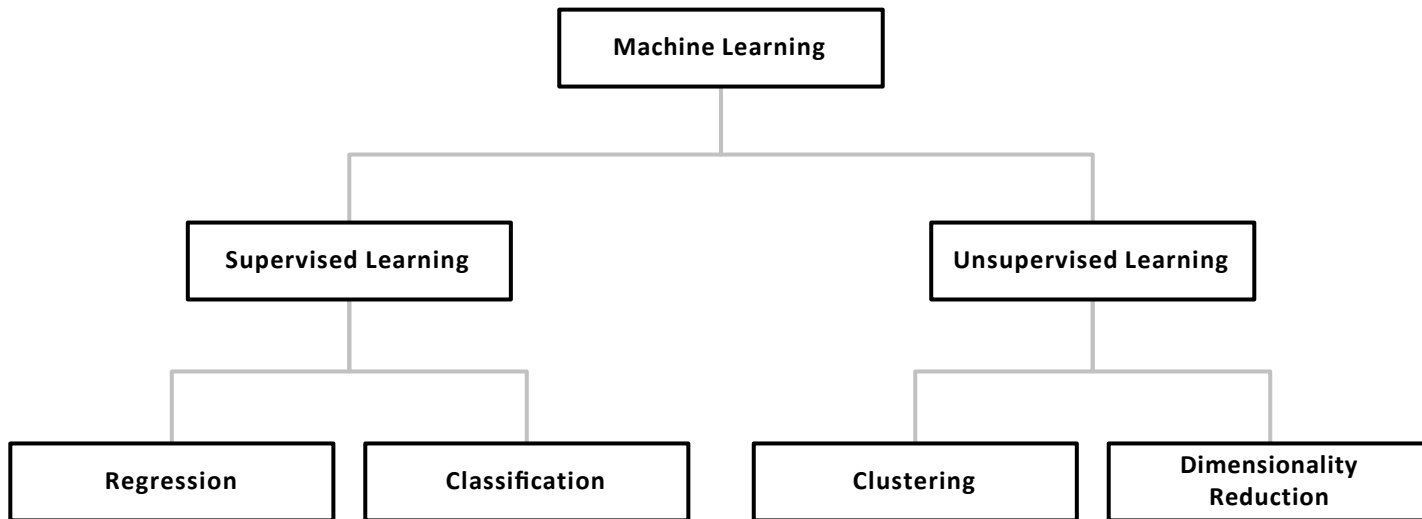 Machine Learning
Supervised Learning
Unsupervised Learning
Regression
Classification
Clustering
Dimensionality
Reduction